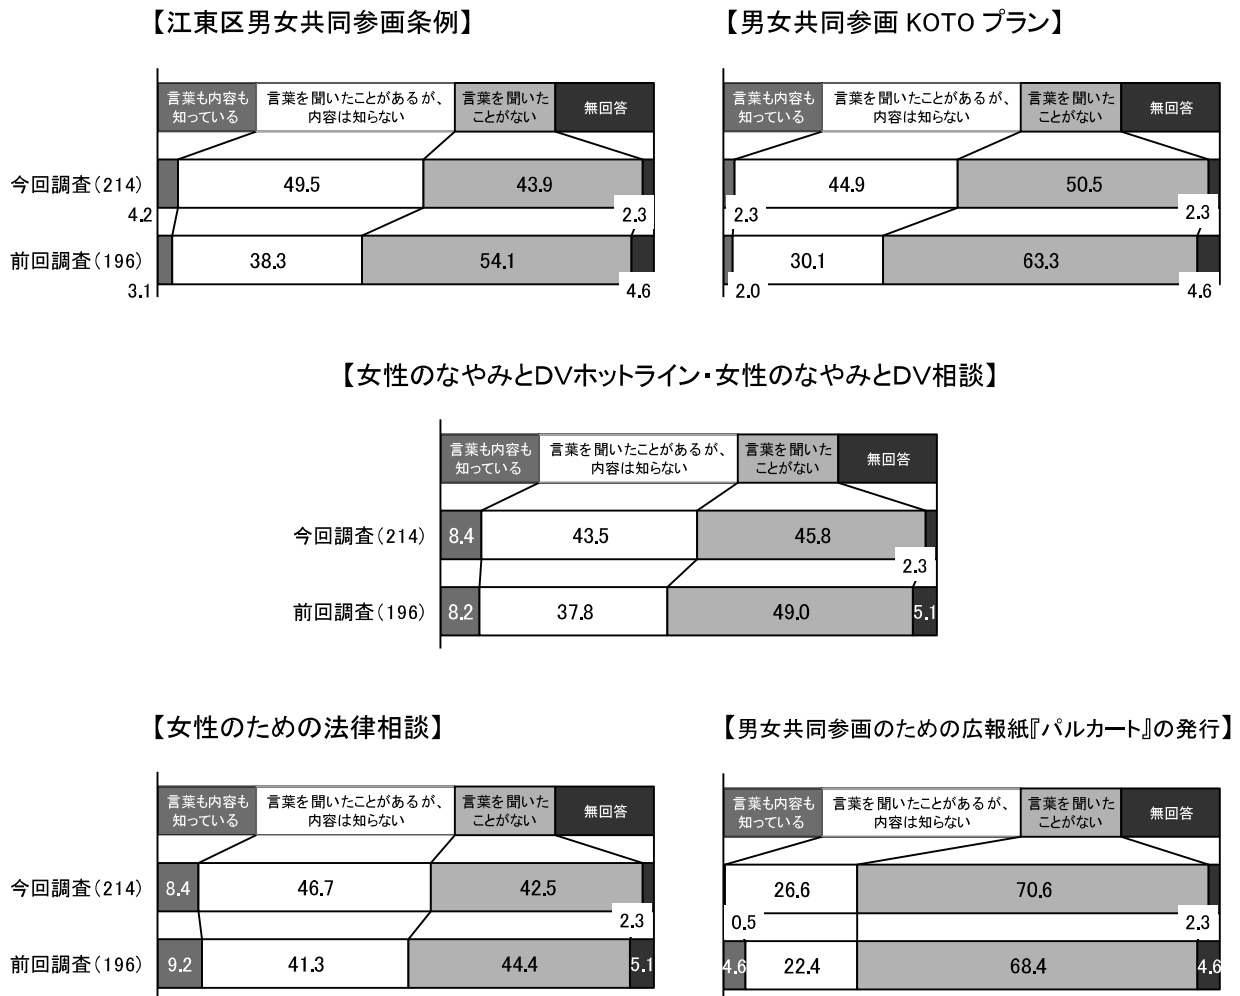 【江東区男女共同参画条例】
言葉も内容も
知っている
言葉を聞いたことがあるが、
内容は知らない
言葉を聞いた
ことがない
無回答
今回調査(214)
4.2
49.5
43.9
2.3
前回調査(196)
3.1
38.3
54.1
4.6
【男女共同参画 KOTO プラン】
言葉も内容も
知っている
言葉を聞いたことがあるが、
内容は知らない
言葉を聞いた
ことがない
無回答
2.3
44.9
50.5
2.3
2.0
30.1
63.3
4.6
【女性のなやみとDVホットライン・女性のなやみとDV相談】
言葉も内容も
知っている
言葉を聞いたことがあるが、
内容は知らない
言葉を聞いた
ことがない
無回答
今回調査(214)
8.4
43.5
45.8
2.3
前回調査(196)
8.2
37.8
49.0
5.1
【女性のための法律相談】
言葉も内容も
知っている
言葉を聞いたことがあるが、
内容は知らない
言葉を聞いた
ことがない
無回答
今回調査(214)
8.4
46.7
42.5
2.3
前回調査(196)
9.2
41.3
44.4
5.1
【男女共同参画のための広報紙『パルカート』の発行】
言葉も内容も
知っている
言葉を聞いたことがあるが、
内容は知らない
言葉を聞いた
ことがない
無回答
0.5
26.6
70.6
2.3
4.6
22.4
68.4
4.6